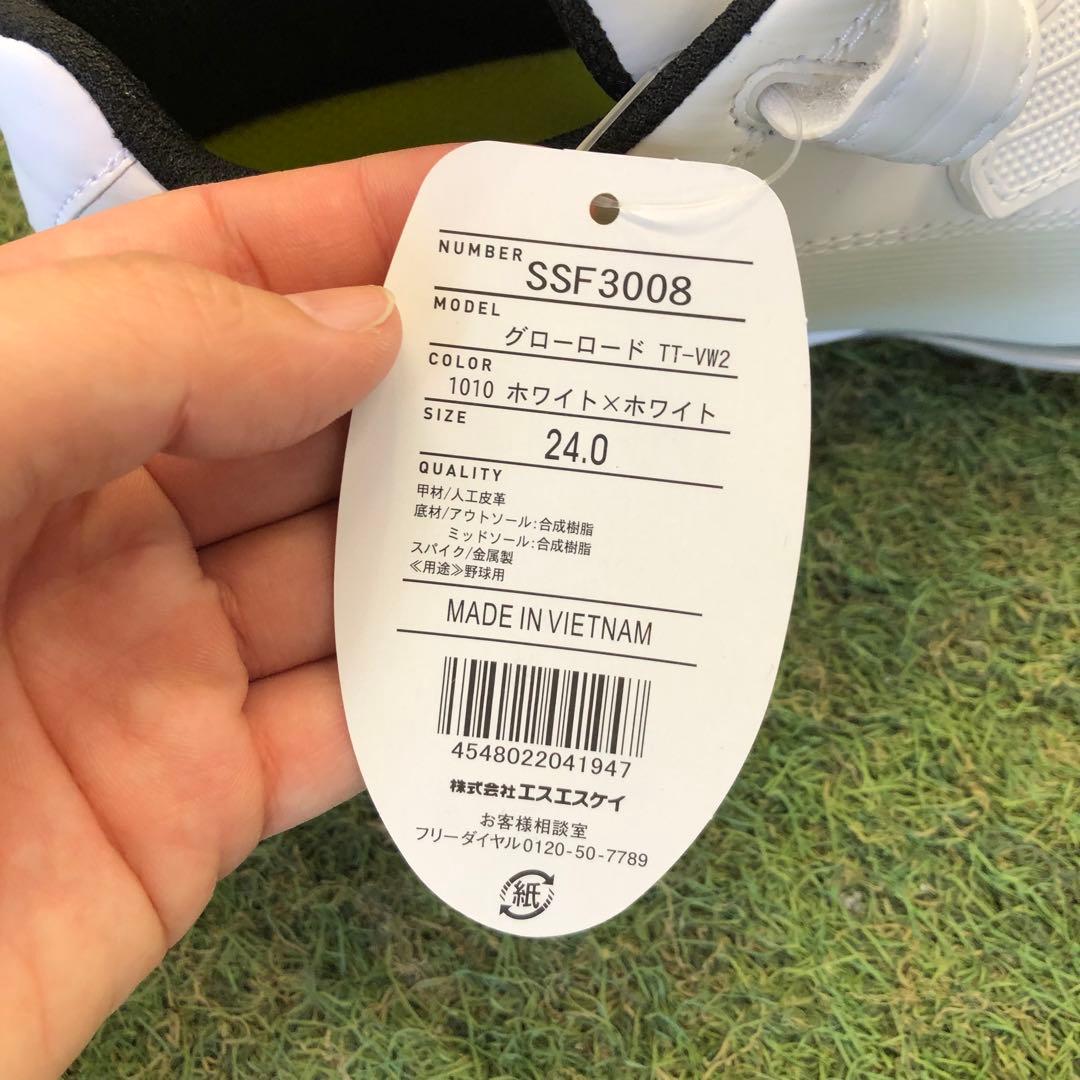 NUMBER SSF3008
MODEL
グローロード TT-VW2
COLOR
1010 ホワイト×ホワイト
SIZE
24.0
QUALITY
甲材/人工皮革
底材/アウトソール:合成樹脂
ミッドソール:合成樹脂
スパイク/金属製
≪用途≫野球用
MADE IN VIETNAM
4548022041947
株式会社エスエスケイ
お客様相談室
フリーダイヤル0120-50-7789
紙